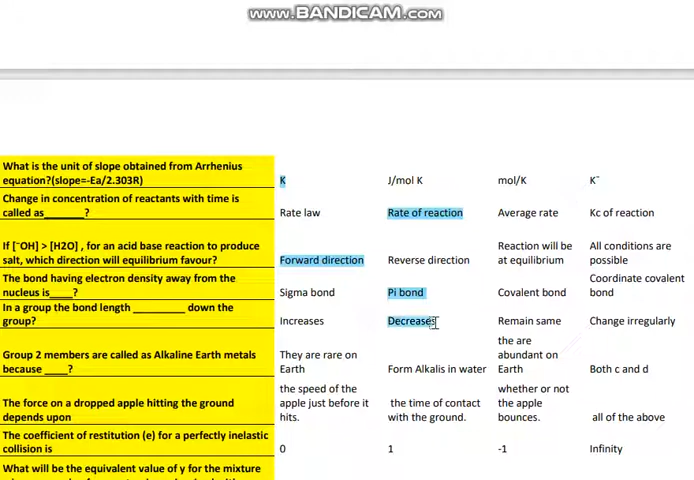 www.BANDICAM.com
What is the unit of slope obtained from Arrhenius
equation?(slope=-Ea/2.303R)
K
J/mol K
mol/K
K⁻
Change in concentration of reactants with time is
called as_______?
Rate law
Rate of reaction
Average rate
Kc of reaction
If [⁻OH] > [H2O] , for an acid base reaction to produce
salt, which direction will equilibrium favour?
Forward direction
Reverse direction
Reaction will be
at equilibrium
All conditions are
possible
The bond having electron density away from the
nucleus is____?
Sigma bond
Pi bond
Covalent bond
Coordinate covalent
bond
In a group the bond length _________ down the
group?
Increases
Decreases
Remain same
Change irregularly
Group 2 members are called as Alkaline Earth metals
because ____?
They are rare on
Earth
Form Alkalis in water
the are
abundant on
Earth
Both c and d
The force on a dropped apple hitting the ground
depends upon
the speed of the
apple just before it
hits.
the time of contact
with the ground.
whether or not
the apple
bounces.
all of the above
The coefficient of restitution (e) for a perfectly inelastic
collision is
0
1
-1
Infinity
What will be the equivalent value of y for the mixture